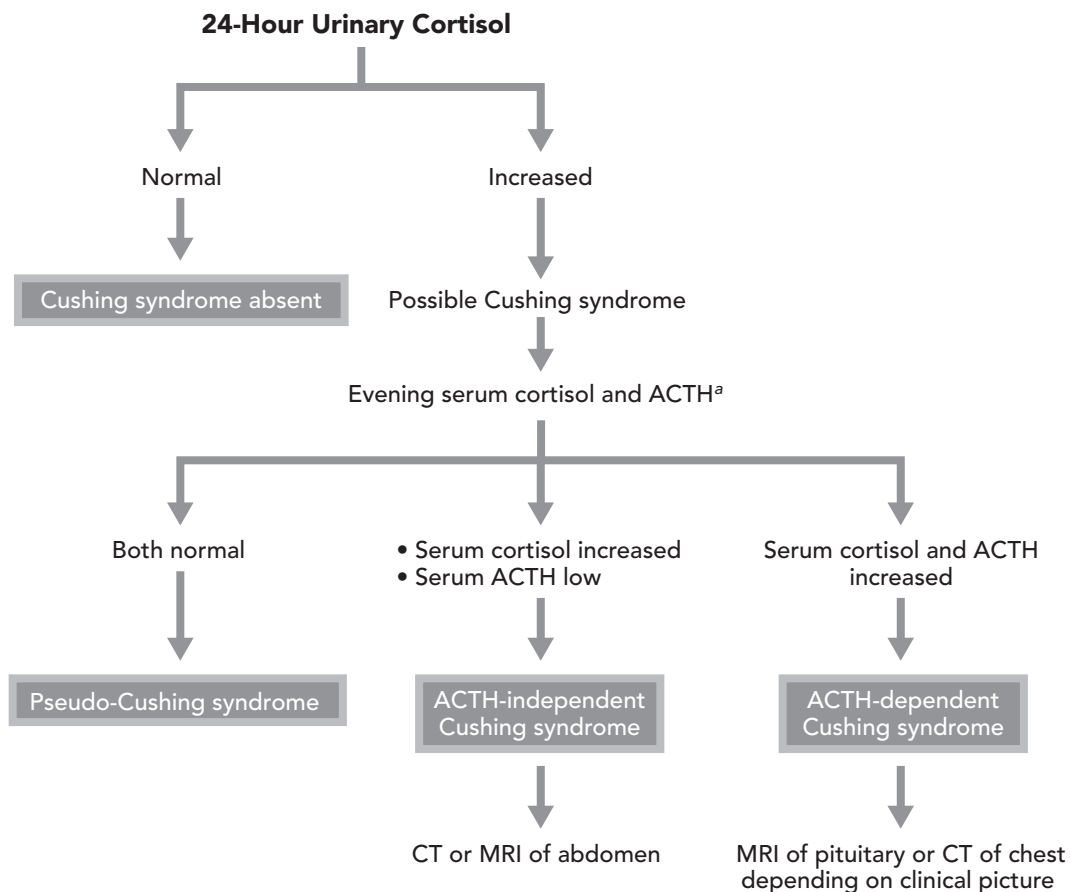 24-Hour Urinary Cortisol
Normal
Increased
Cushing syndrome absent
Possible Cushing syndrome
Evening serum cortisol and ACTHᵃ
Both normal
• Serum cortisol increased
• Serum ACTH low
Serum cortisol and ACTH
increased
Pseudo-Cushing syndrome
ACTH-independent
Cushing syndrome
ACTH-dependent
Cushing syndrome
CT or MRI of abdomen
MRI of pituitary or CT of chest
depending on clinical picture